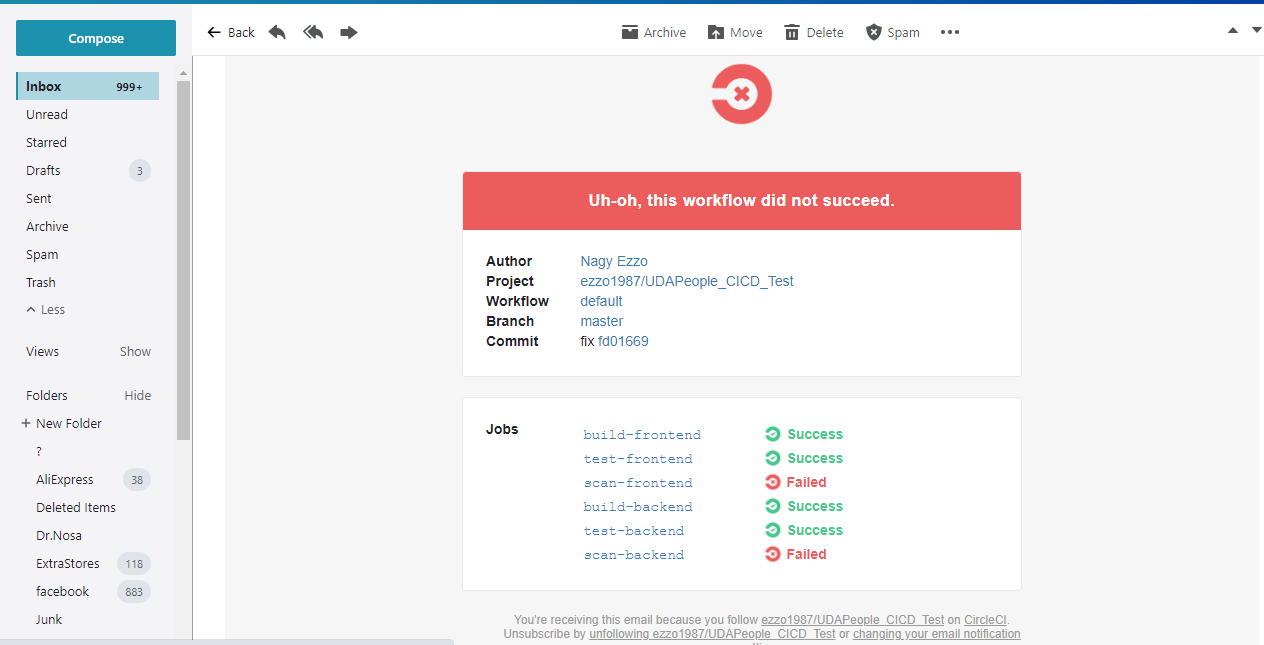 Compose
Inbox 999+
Unread
Starred
Drafts 3
Sent
Archive
Spam
Trash
Less
Views Show
Folders Hide
+ New Folder
?
AliExpress 38
Deleted Items
Dr.Nosa
ExtraStores 118
facebook 883
Junk
Back
Archive
Move
Delete
Spam
Uh-oh, this workflow did not succeed.
Author Nagy Ezzo
Project ezzo1987/UDAPeople_CICD_Test
Workflow default
Branch master
Commit fix fd01669
Jobs
build-frontend Success
test-frontend Success
scan-frontend Failed
build-backend Success
test-backend Success
scan-backend Failed
You're receiving this email because you follow ezzo1987/UDAPeople_CICD_Test on CircleCI.
Unsubscribe by unfollowing ezzo1987/UDAPeople_CICD_Test or changing your email notification